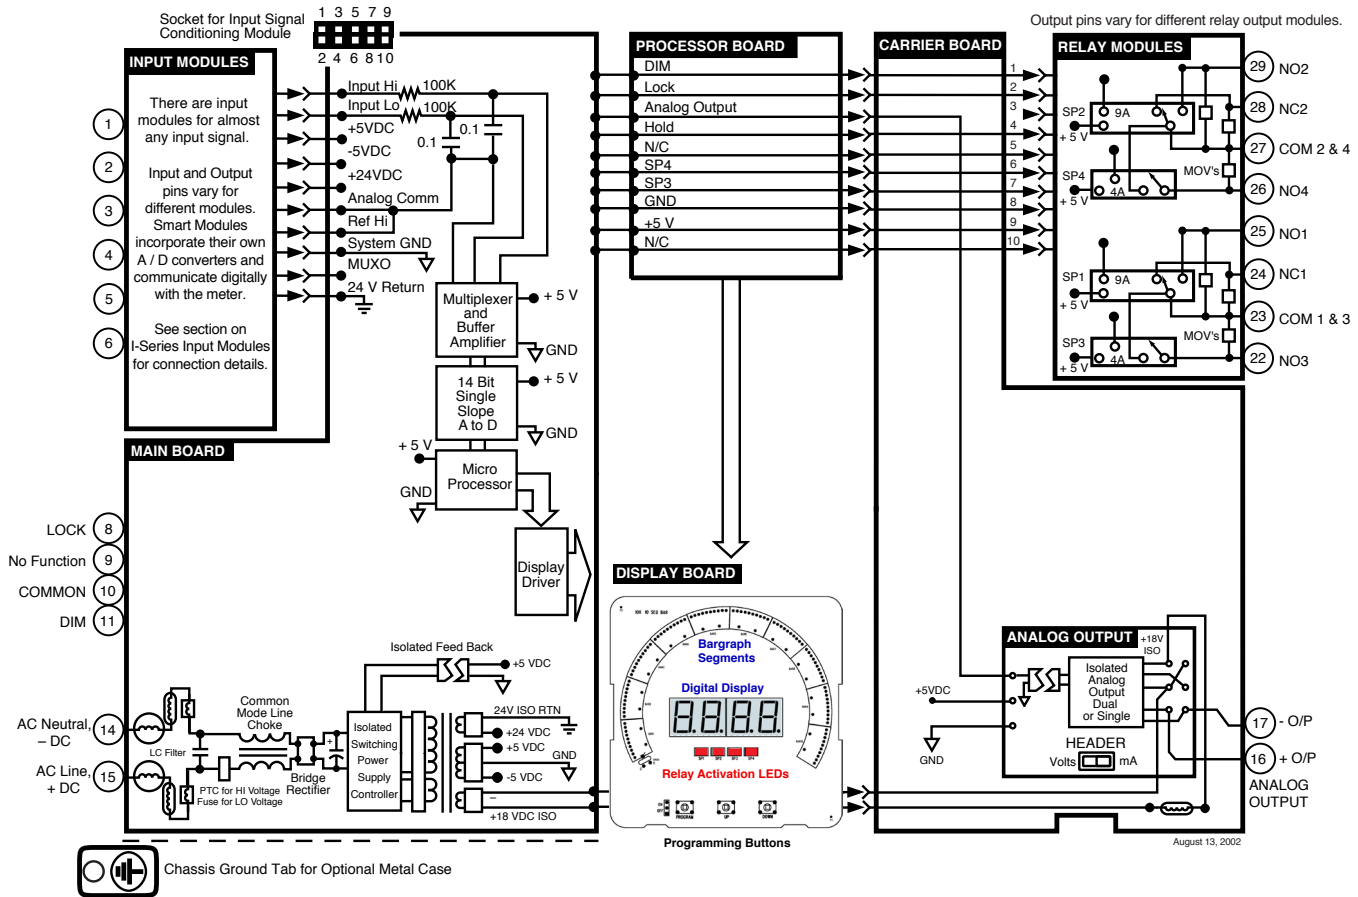 Socket for Input Signal
Conditioning Module
1 3 5 7 9
2 4 6 8 10
Output pins vary for different relay output modules.
INPUT MODULES
There are input
modules for almost
any input signal.
Input and Output
pins vary for
different modules.
Smart Modules
incorporate their own
A / D converters and
communicate digitally
with the meter.
See section on
I-Series Input Modules
for connection details.
1
2
3
4
5
6
Input Hi
100K
Input Lo
100K
+5VDC
-5VDC
+24VDC
Analog Comm
Ref Hi
System GND
MUXO
24 V Return
0.1
0.1
Multiplexer
and
Buffer
Amplifier
+ 5 V
GND
14 Bit
Single
Slope
A to D
+ 5 V
GND
+ 5 V
Micro
Processor
GND
Display
Driver
MAIN BOARD
LOCK 8
No Function 9
COMMON 10
DIM 11
AC Neutral, 14
– DC
AC Line, 15
+ DC
LC Filter
Common
Mode Line
Choke
PTC for HI Voltage
Fuse for LO Voltage
Bridge
Rectifier
+
Isolated Feed Back
+5 VDC
Isolated
Switching
Power
Supply
Controller
24V ISO RTN
+24 VDC
+5 VDC
GND
-5 VDC
–
+18 VDC ISO
Chassis Ground Tab for Optional Metal Case
PROCESSOR BOARD
DIM
Lock
Analog Output
Hold
N/C
SP4
SP3
GND
+5 V
N/C
DISPLAY BOARD
Bargraph
Segments
Digital Display
8.8.8.8
SP1 SP2 SP3 SP4
Relay Activation LEDs
ON
OFF
PROGRAM
UP
DOWN
Programming Buttons
CARRIER BOARD
1
2
3
4
5
6
7
8
9
10
RELAY MODULES
SP2
+ 5 V
9A
SP4
+ 5 V
4A
MOV's
SP1
+ 5 V
9A
SP3
+ 5 V
4A
MOV's
29 NO2
28 NC2
27 COM 2 & 4
26 NO4
25 NO1
24 NC1
23 COM 1 & 3
22 NO3
ANALOG OUTPUT
+18V
ISO
Isolated
Analog
Output
Dual
or Single
+5VDC
GND
HEADER
Volts
mA
17 - O/P
16 + O/P
ANALOG
OUTPUT
August 13, 2002